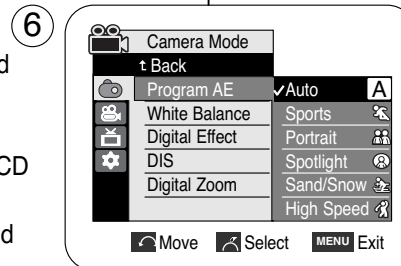 6
d
CD
d
Camera Mode
Back
Program AE ✓Auto A
White Balance Sports
Digital Effect Portrait
DIS Spotlight
Digital Zoom Sand/Snow
High Speed
Move Select MENU Exit